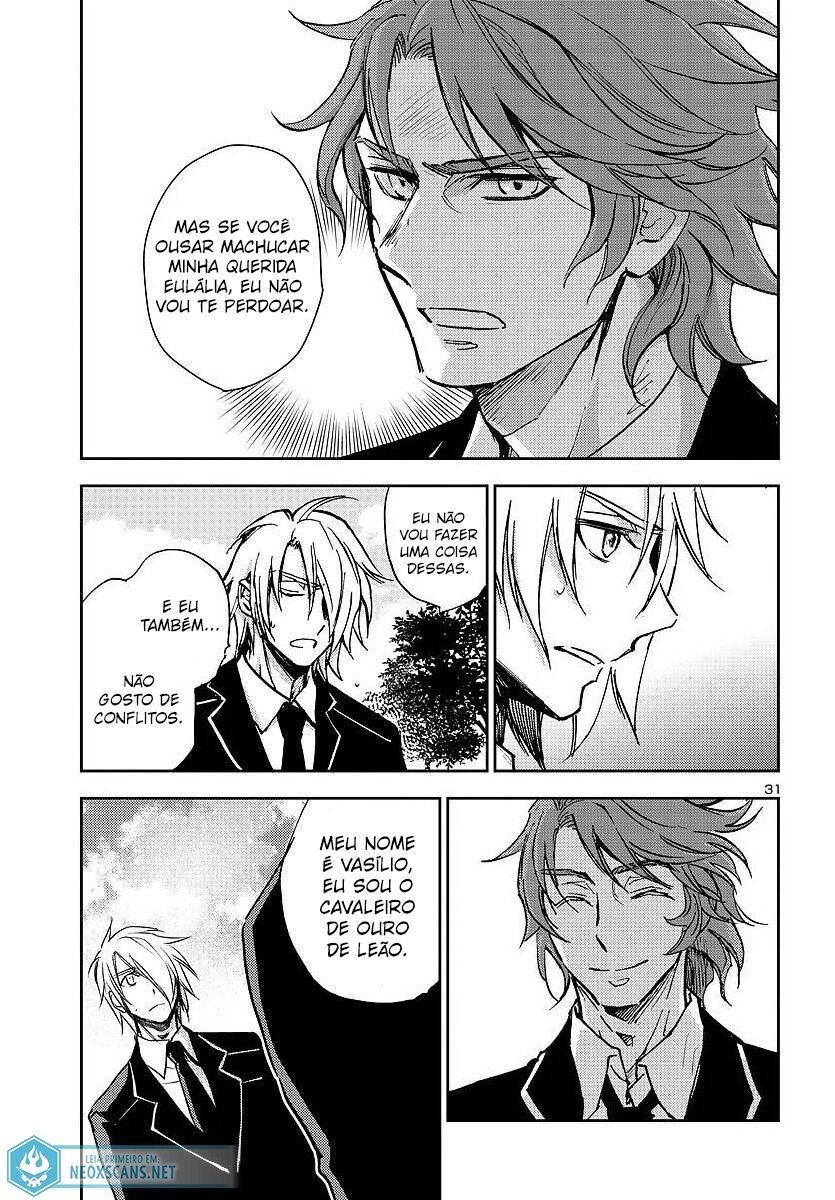 MAS SE VOCÊ
OUSAR MACHUCAR
MINHA QUERIDA
EULÁLIA, EU NÃO
VOU TE PERDOAR.
EU NÃO
VOU FAZER
UMA COISA
DESSAS.
E EU
TAMBÉM...
NÃO
GOSTO DE
CONFLITOS.
31
MEU NOME
É VASÍLIO,
EU SOU O
CAVALEIRO
DE OURO
DE LEÃO.
LEIA PRIMEIRO EM:
NEOXSCANS.NET